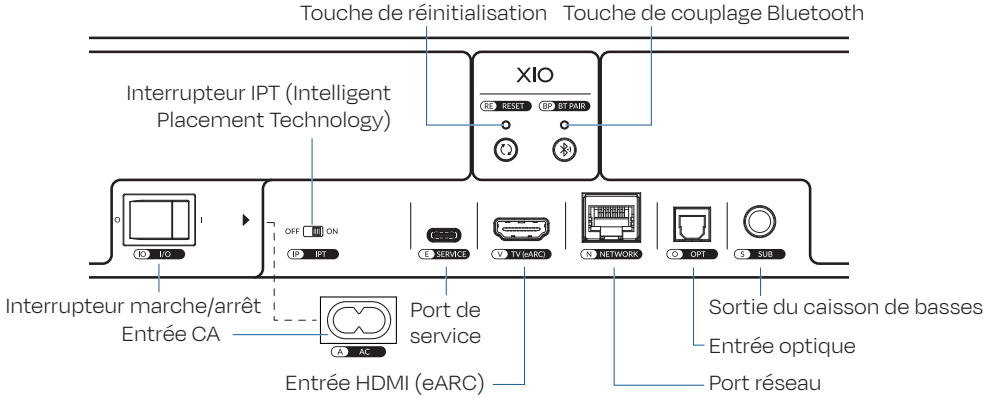 Touche de réinitialisation Touche de couplage Bluetooth
XIO
Interrupteur IPT (Intelligent
Placement Technology)
RE RESET BP BT PAIR
O I
OFF ON
IO I/O
IP IPT
E SERVICE
V TV (eARC)
N NETWORK
O OPT
S SUB
Interrupteur marche/arrêt
Entrée CA
A AC
Port de
service
Sortie du caisson de basses
Entrée optique
Entrée HDMI (eARC)
Port réseau